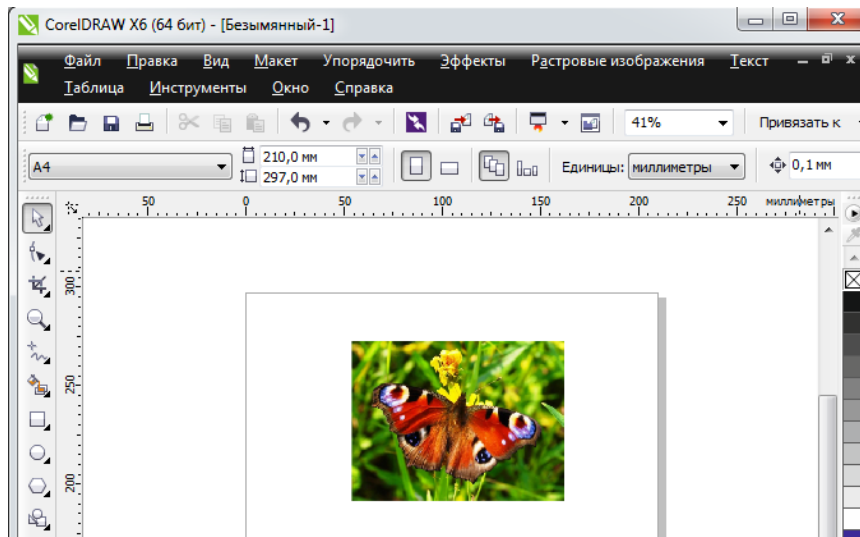 CorelDRAW X6 (64 бит) - [Безымянный-1]
Файл Правка Вид Макет Упорядочить Эффекты Растровые изображения Текст
Таблица Инструменты Окно Справка
41% Привязать к
A4 210,0 мм 297,0 мм Единицы: миллиметры 0,1 мм
50 0 50 100 150 200 250 миллиметры
300
250
200